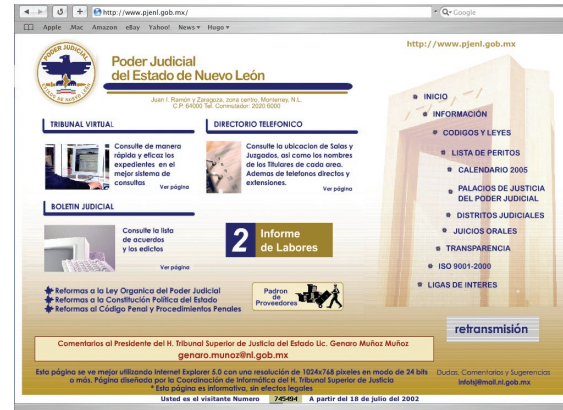 http://www.pjenl.gob.mx/
Google
Apple .Mac Amazon eBay Yahoo! News Hugo
http://www.pjenl.gob.mx
PODER JUDICIAL
Poder Judicial
del Estado de Nuevo León
Juan I. Ramón y Zaragoza, zona centro, Monterrey, N.L.
C.P. 64000 Tel. Conmutador: 2020 6000
TRIBUNAL VIRTUAL
Consulte de manera
rápida y eficaz los
expedientes en el
mejor sistema de
consultas
Ver página
DIRECTORIO TELEFONICO
Consulte la ubicacion de Salas y
Juzgados, asi como los nombres
de los Titulares de cada area.
Ademas de telefonos directos y
extensiones.
Ver página
BOLETIN JUDICIAL
Consulte la lista
de acuerdos
y los edictos
Ver página
2 Informe
de Labores
Reformas a la Ley Organica del Poder Judicial
Reformas a la Constitución Política del Estado
Reformas al Código Penal y Procedimientos Penales
Padron
de
Proveedores
INICIO
INFORMACIÓN
CODIGOS Y LEYES
LISTA DE PERITOS
CALENDARIO 2005
PALACIOS DE JUSTICIA
DEL PODER JUDICIAL
DISTRITOS JUDICIALES
JUICIOS ORALES
TRANSPARENCIA
ISO 9001-2000
LIGAS DE INTERES
retransmisión
Comentarios al Presidente del H. Tribunal Superior de Justicia del Estado Lic. Genaro Muñoz Muñoz
genaro.munoz@nl.gob.mx
Esta página se ve mejor utilizando Internet Explorer 5.0 con una resolución de 1024x768 pixeles en modo de 24 bits
o más. Página diseñada por la Coordinación de Informática del H. Tribunal Superior de Justicia
* Esta página es informativa, sin efectos legales
Dudas, Comentarios y Sugerencias
infotsj@mail.nl.gob.mx
Usted es el visitante Numero 745494 A partir del 18 de julio del 2002